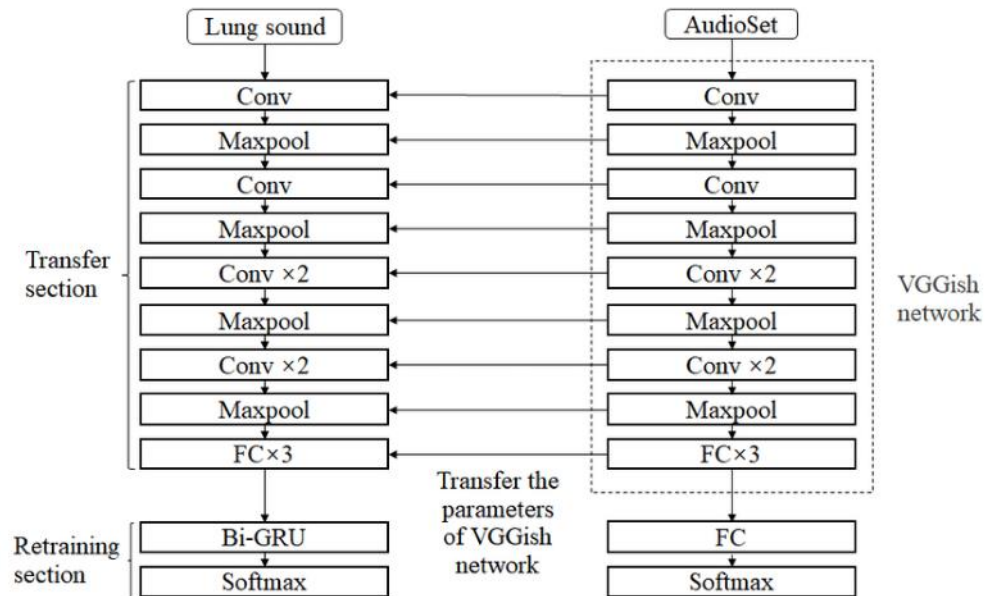 Lung sound
AudioSet
Conv
Conv
Maxpool
Maxpool
Conv
Conv
Maxpool
Maxpool
Transfer
section
Conv ×2
Conv ×2
VGGish
network
Maxpool
Maxpool
Conv ×2
Conv ×2
Maxpool
Maxpool
FC×3
FC×3
Transfer the
parameters
of VGGish
network
Retraining
section
Bi-GRU
FC
Softmax
Softmax